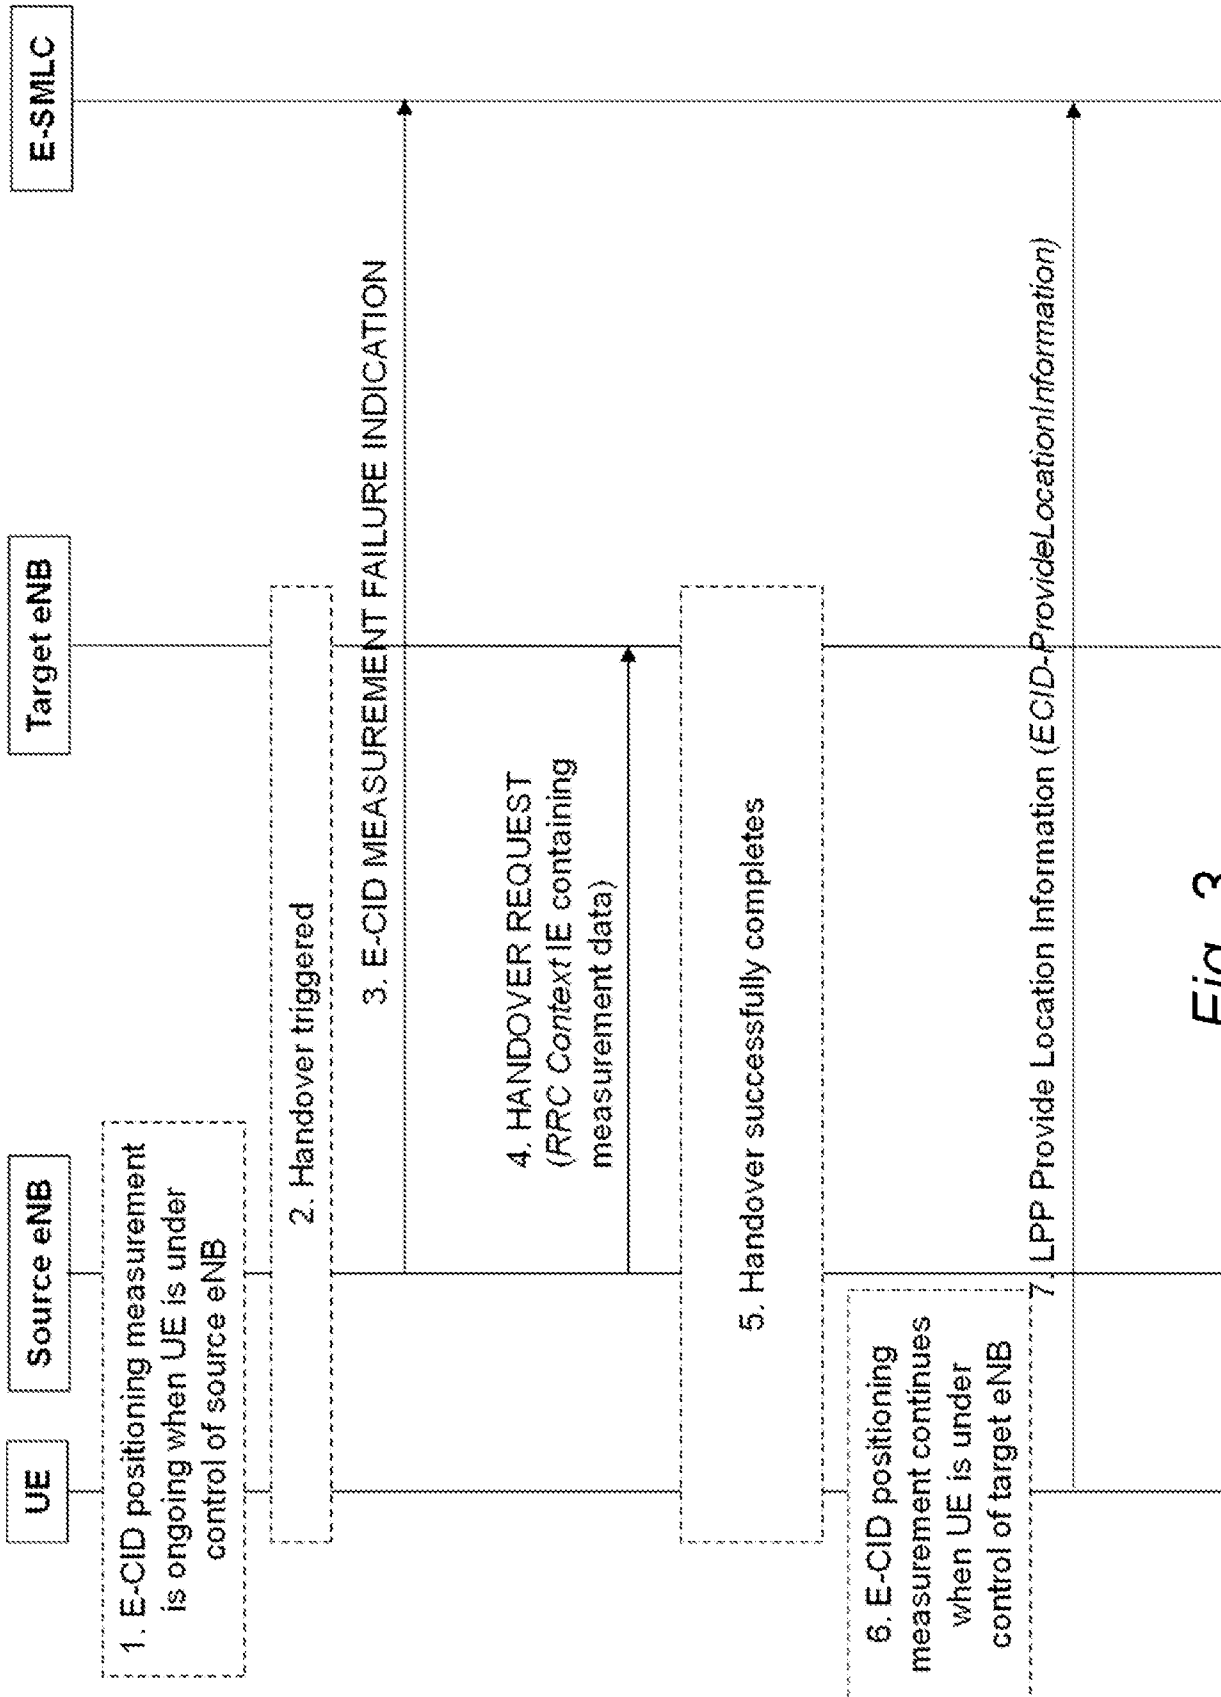 UE
Source eNB
Target eNB
E-SMLC
1. E-CID positioning measurement
is ongoing when UE is under
control of source eNB
2. Handover triggered
3. E-CID MEASUREMENT FAILURE INDICATION
4. HANDOVER REQUEST
(RRC Context IE containing
measurement data)
5. Handover successfully completes
6. E-CID positioning
measurement continues
when UE is under
control of target eNB
7. LPP Provide Location Information (ECID-ProvideLocationInformation)
Fig. 3